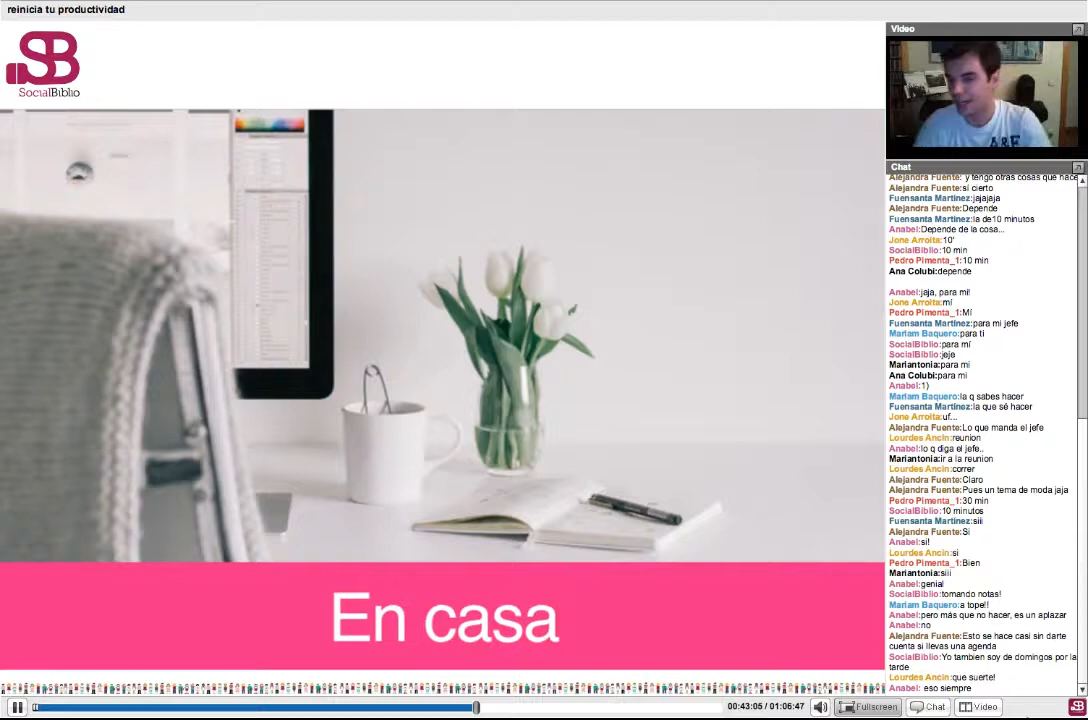 reinicia tu productividad
SB
SocialBiblio
En casa
Video
A&F
Chat
Alejandra Fuente: y tengo otras cosas que hace
Alejandra Fuente:sí cierto
Fuensanta Martínez:jajajaja
Alejandra Fuente:Depende
Fuensanta Martínez:la de10 minutos
Anabel:Depende de la cosa...
Jone Arroita:10'
SocialBiblio:10 min
Pedro Pimenta_1:10 min
Ana Colubi:depende
Anabel:jaja, para mi!
Jone Arroita:mí
Pedro Pimenta_1:Mí
Fuensanta Martínez:para mi jefe
Mariam Baquero:para ti
SocialBiblio:para mí
SocialBiblio:jeje
Mariantonia:para mi
Ana Colubi:para mi
Anabel:1)
Mariam Baquero:la q sabes hacer
Fuensanta Martínez:la que sé hacer
Jone Arroita:uf...
Alejandra Fuente:Lo que manda el jefe
Lourdes Ancin:reunion
Anabel:lo q diga el jefe..
Mariantonia:ir a la reunion
Lourdes Ancin:correr
Alejandra Fuente:Claro
Alejandra Fuente:Pues un tema de moda jaja
Pedro Pimenta_1:30 min
SocialBiblio:10 minutos
Fuensanta Martínez:siii
Alejandra Fuente:Si
Anabel:si!
Lourdes Ancin:si
Pedro Pimenta_1:Bien
Mariantonia:siii
Anabel:genial
SocialBiblio:tomando notas!
Mariam Baquero:a tope!!
Anabel:pero más que no hacer, es un aplazar
Anabel:no
Alejandra Fuente:Esto se hace casi sin darte
cuenta si llevas una agenda
SocialBiblio:Yo tambien soy de domingos por la
tarde
Lourdes Ancin:que suerte!
Anabel: eso siempre
00:43:05 / 01:06:47
Fullscreen
Chat
Video
SB